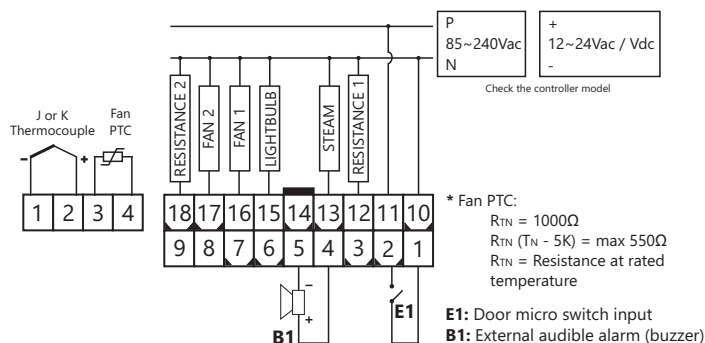 P
85~240Vac
N
+
12~24Vac / Vdc
-
Check the controller model
RESISTANCE 2
FAN 2
FAN 1
LIGHTBULB
STEAM
RESISTANCE 1
J or K
Thermocouple
Fan
PTC
- +
1 2 3 4
18 17 16 15 14 13 12 11 10
9 8 7 6 5 4 3 2 1
-
+
B1
E1
* Fan PTC:
RTN = 1000Ω
RTN (TN - 5K) = max 550Ω
RTN = Resistance at rated
temperature
E1: Door micro switch input
B1: External audible alarm (buzzer)